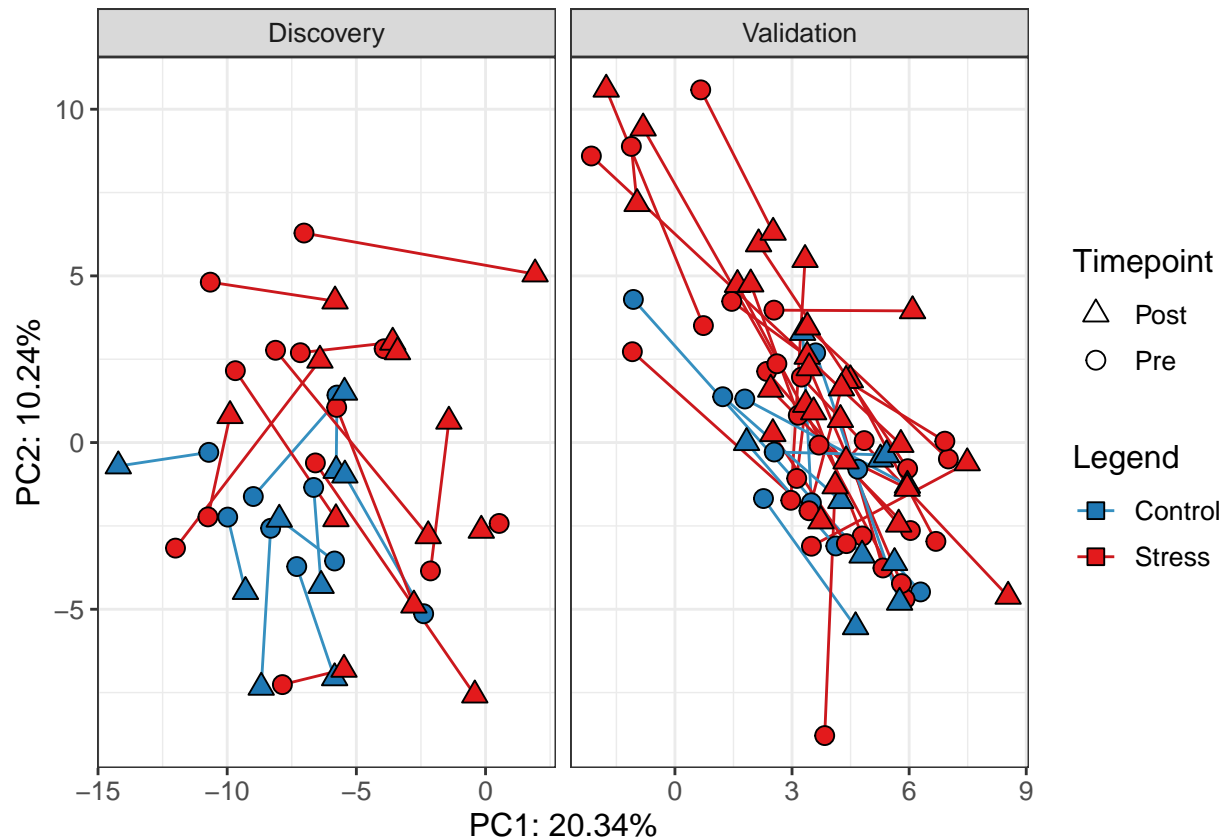 Discovery
Validation
10
5
0
−5
PC2: 10.24%
−15
−10
−5
0
0
3
6
9
PC1: 20.34%
Timepoint
Post
Pre
Legend
Control
Stress